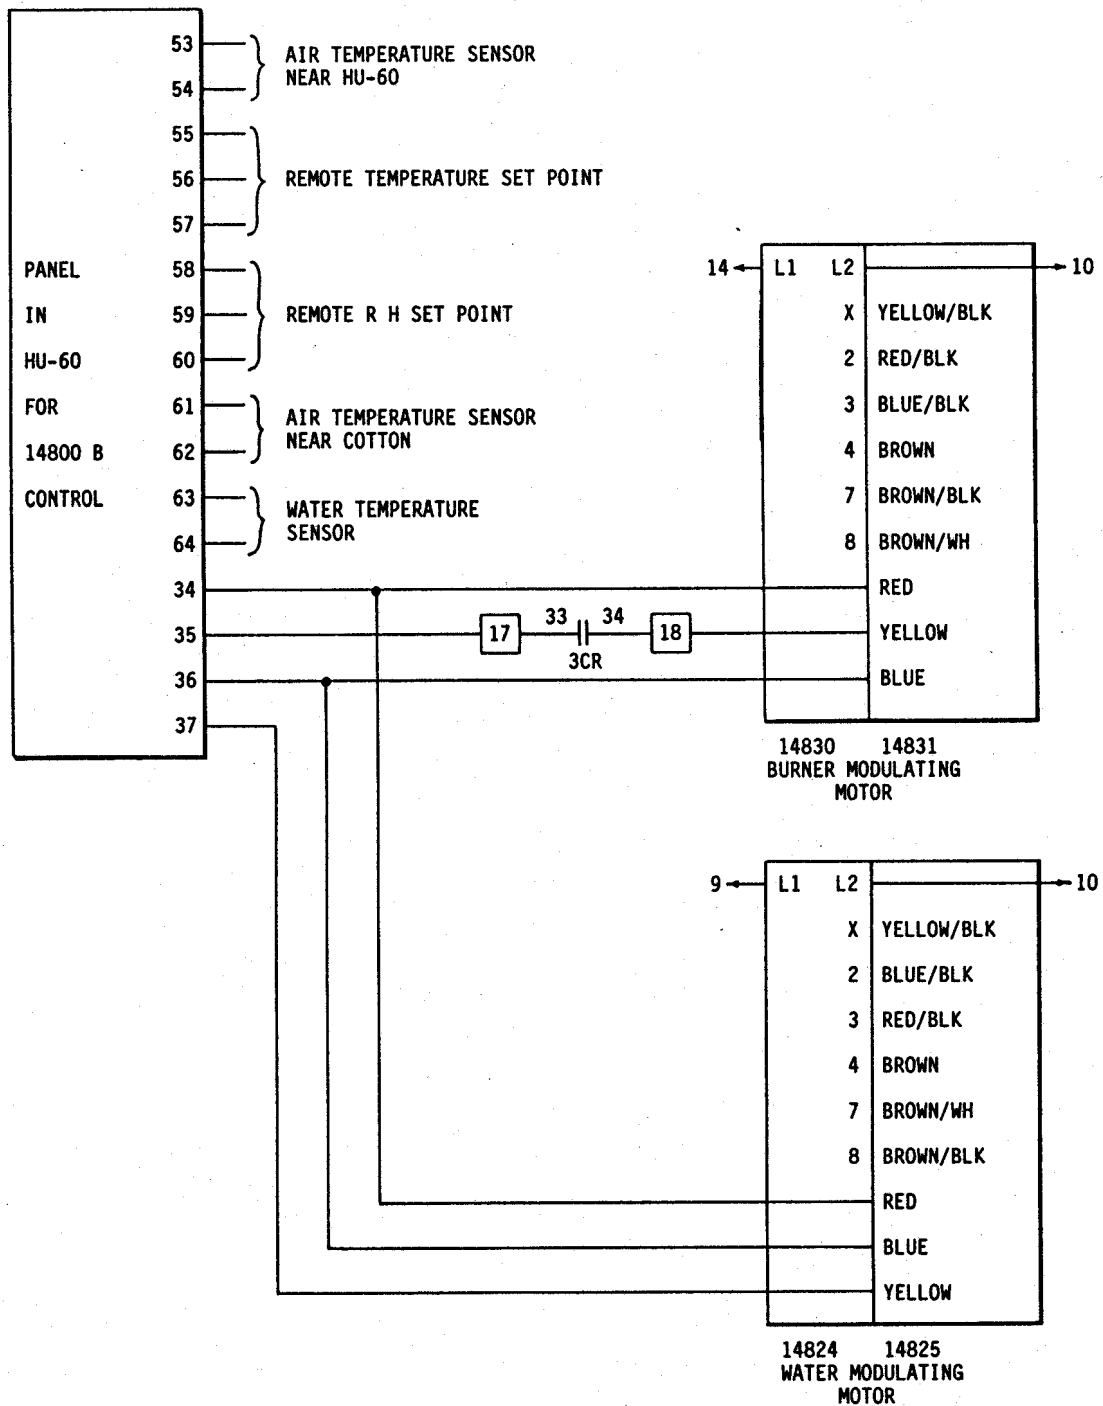 53
54
AIR TEMPERATURE SENSOR
NEAR HU-60
55
56
57
REMOTE TEMPERATURE SET POINT
PANEL
IN
HU-60
FOR
14800 B
CONTROL
58
59
60
REMOTE R H SET POINT
61
62
AIR TEMPERATURE SENSOR
NEAR COTTON
63
64
WATER TEMPERATURE
SENSOR
34
35
36
37
17
33
34
3CR
18
14 L1 L2 10
X YELLOW/BLK
2 RED/BLK
3 BLUE/BLK
4 BROWN
7 BROWN/BLK
8 BROWN/WH
RED
YELLOW
BLUE
14830 14831
BURNER MODULATING
MOTOR
9 L1 L2 10
X YELLOW/BLK
2 BLUE/BLK
3 RED/BLK
4 BROWN
7 BROWN/WH
8 BROWN/BLK
RED
BLUE
YELLOW
14824 14825
WATER MODULATING
MOTOR